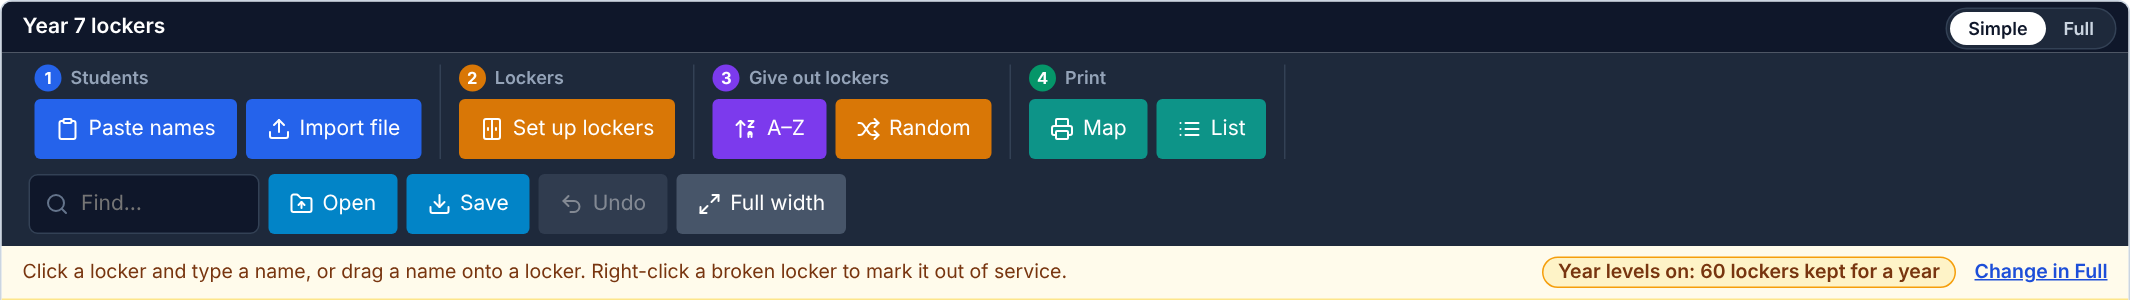 Year 7 lockers
Simple Full
1 Students
Paste names Import file
2 Lockers
Set up lockers
3 Give out lockers
A–Z Random
4 Print
Map List
Find... Open Save Undo Full width
Click a locker and type a name, or drag a name onto a locker. Right-click a broken locker to mark it out of service.
Year levels on: 60 lockers kept for a year Change in Full